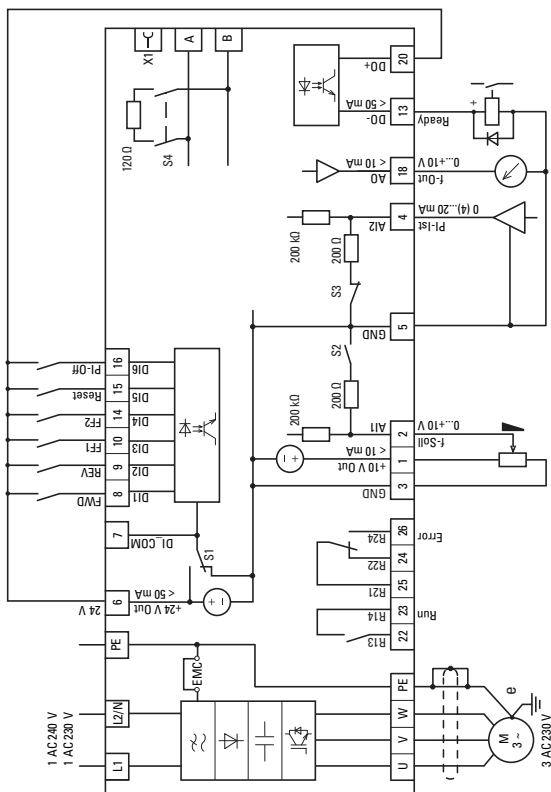 1 AC 240 V
1 AC 230 V
L1
L2/N
PE
EMC
24 V
6
+24 V Out
< 50 mA
7
DI_COM
S1
FWD
8
DI1
REV
9
DI2
FF1
10
DI3
FF2
14
DI4
Reset
15
DI5
PI-Off
16
DI6
X1
A
B
120 Ω
S4
U
V
W
PE
M
3 ~
e
3 AC 230 V
R13
22
R14
23
Run
R21
25
R22
24
R24
26
Error
GND
3
+10 V Out
< 10 mA
1
AI1
2
0...+10 V
f-Soll
200 kΩ
200 Ω
S2
GND
5
S3
200 Ω
200 kΩ
AI2
4
0 (4)...20 mA
PI-Ist
AO
< 10 mA
18
0...+10 V
f-Out
DO-
< 50 mA
13
Ready
DO+
20